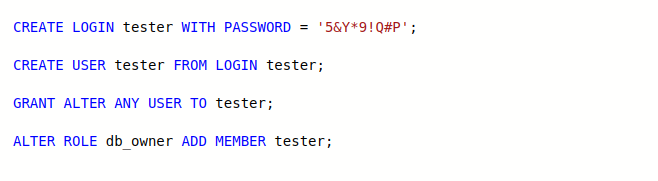 CREATE LOGIN tester WITH PASSWORD = '5&Y*9!Q#P';
CREATE USER tester FROM LOGIN tester;
GRANT ALTER ANY USER TO tester;
ALTER ROLE db_owner ADD MEMBER tester;